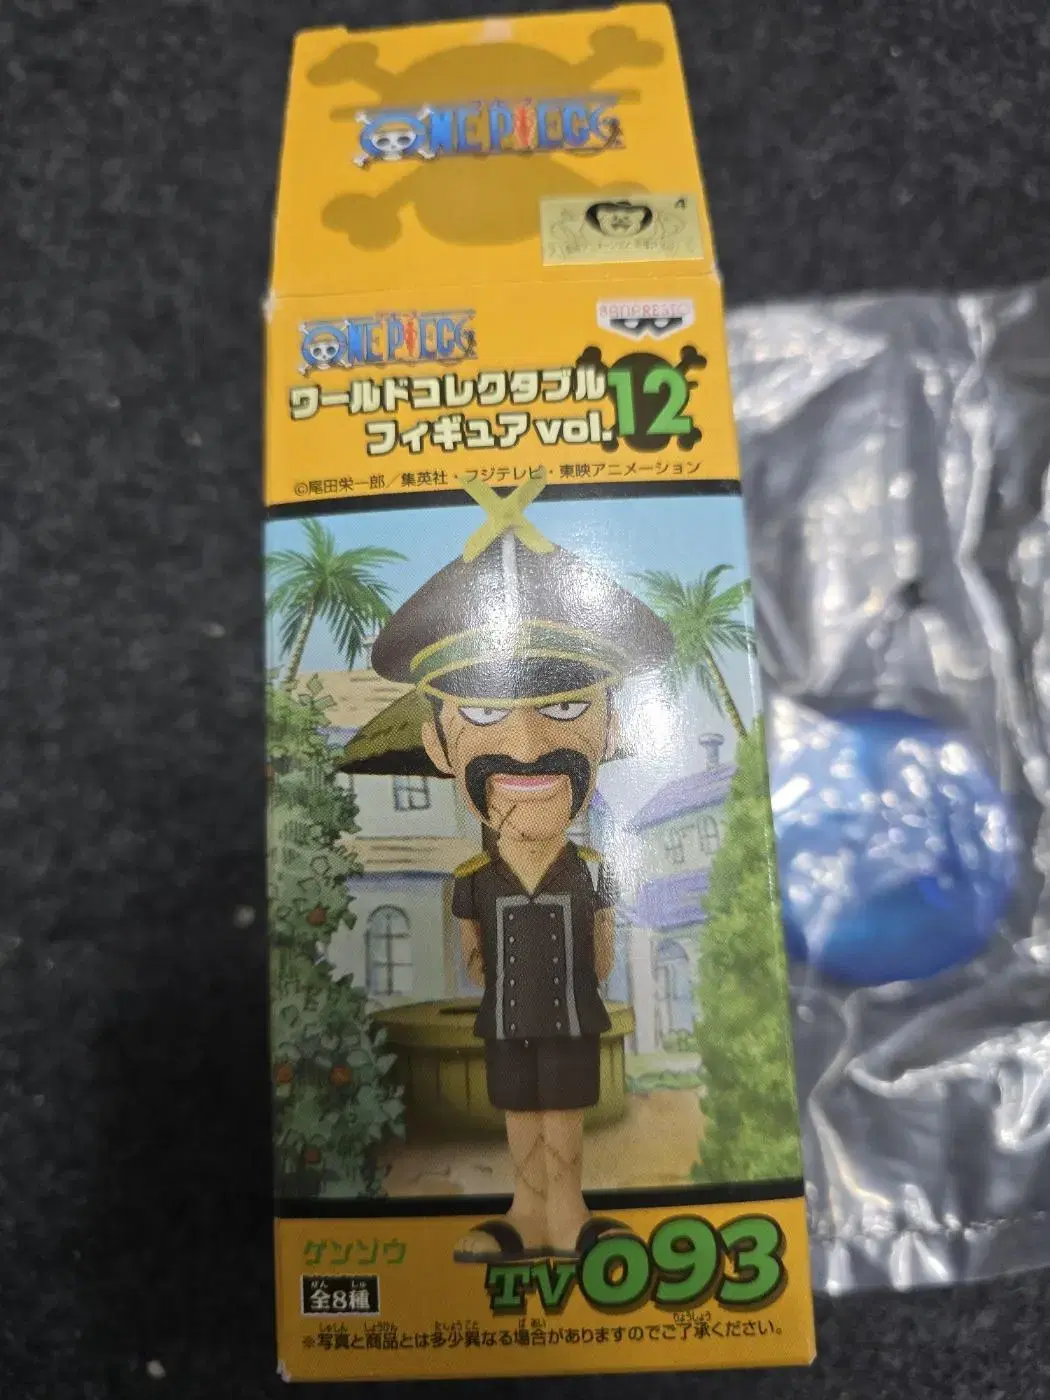 ONE PIECE
4
ONE PIECE
BANPRESTO
ワールドコレクタブル
フィギュア vol.12
©尾田栄一郎／集英社・フジテレビ・東映アニメーション
ゲンゾウ
全8種
TV093
※写真と商品とは多少異なる場合がありますのでご了承ください。